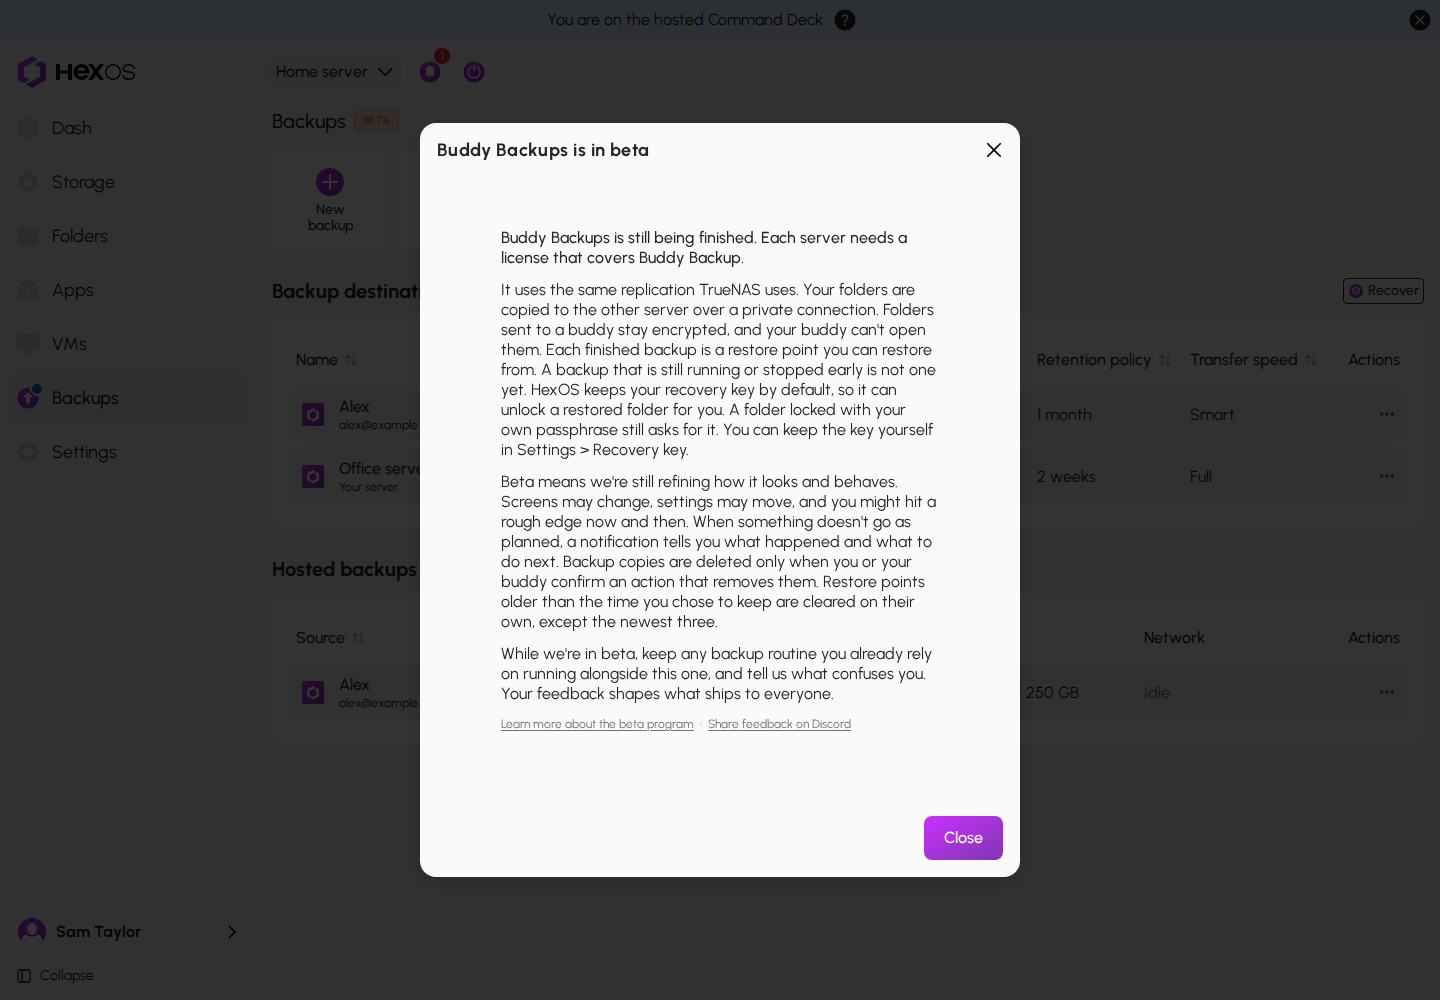 You are on the hosted Command Deck ?
HexOS
Home server
!
Dash
Storage
Folders
Apps
VMs
Backups
Settings
Sam Taylor
Collapse
Backups BETA
New
backup
Backup destinati
Recover
Name Retention policy Transfer speed Actions
Alex
alex@example. 1 month Smart
Office serve
Your server 2 weeks Full
Hosted backups
Source Network Actions
Alex
alex@example. 250 GB Idle
Buddy Backups is in beta
Buddy Backups is still being finished. Each server needs a
license that covers Buddy Backup.
It uses the same replication TrueNAS uses. Your folders are
copied to the other server over a private connection. Folders
sent to a buddy stay encrypted, and your buddy can't open
them. Each finished backup is a restore point you can restore
from. A backup that is still running or stopped early is not one
yet. HexOS keeps your recovery key by default, so it can
unlock a restored folder for you. A folder locked with your
own passphrase still asks for it. You can keep the key yourself
in Settings > Recovery key.
Beta means we're still refining how it looks and behaves.
Screens may change, settings may move, and you might hit a
rough edge now and then. When something doesn't go as
planned, a notification tells you what happened and what to
do next. Backup copies are deleted only when you or your
buddy confirm an action that removes them. Restore points
older than the time you chose to keep are cleared on their
own, except the newest three.
While we're in beta, keep any backup routine you already rely
on running alongside this one, and tell us what confuses you.
Your feedback shapes what ships to everyone.
Learn more about the beta program · Share feedback on Discord
Close